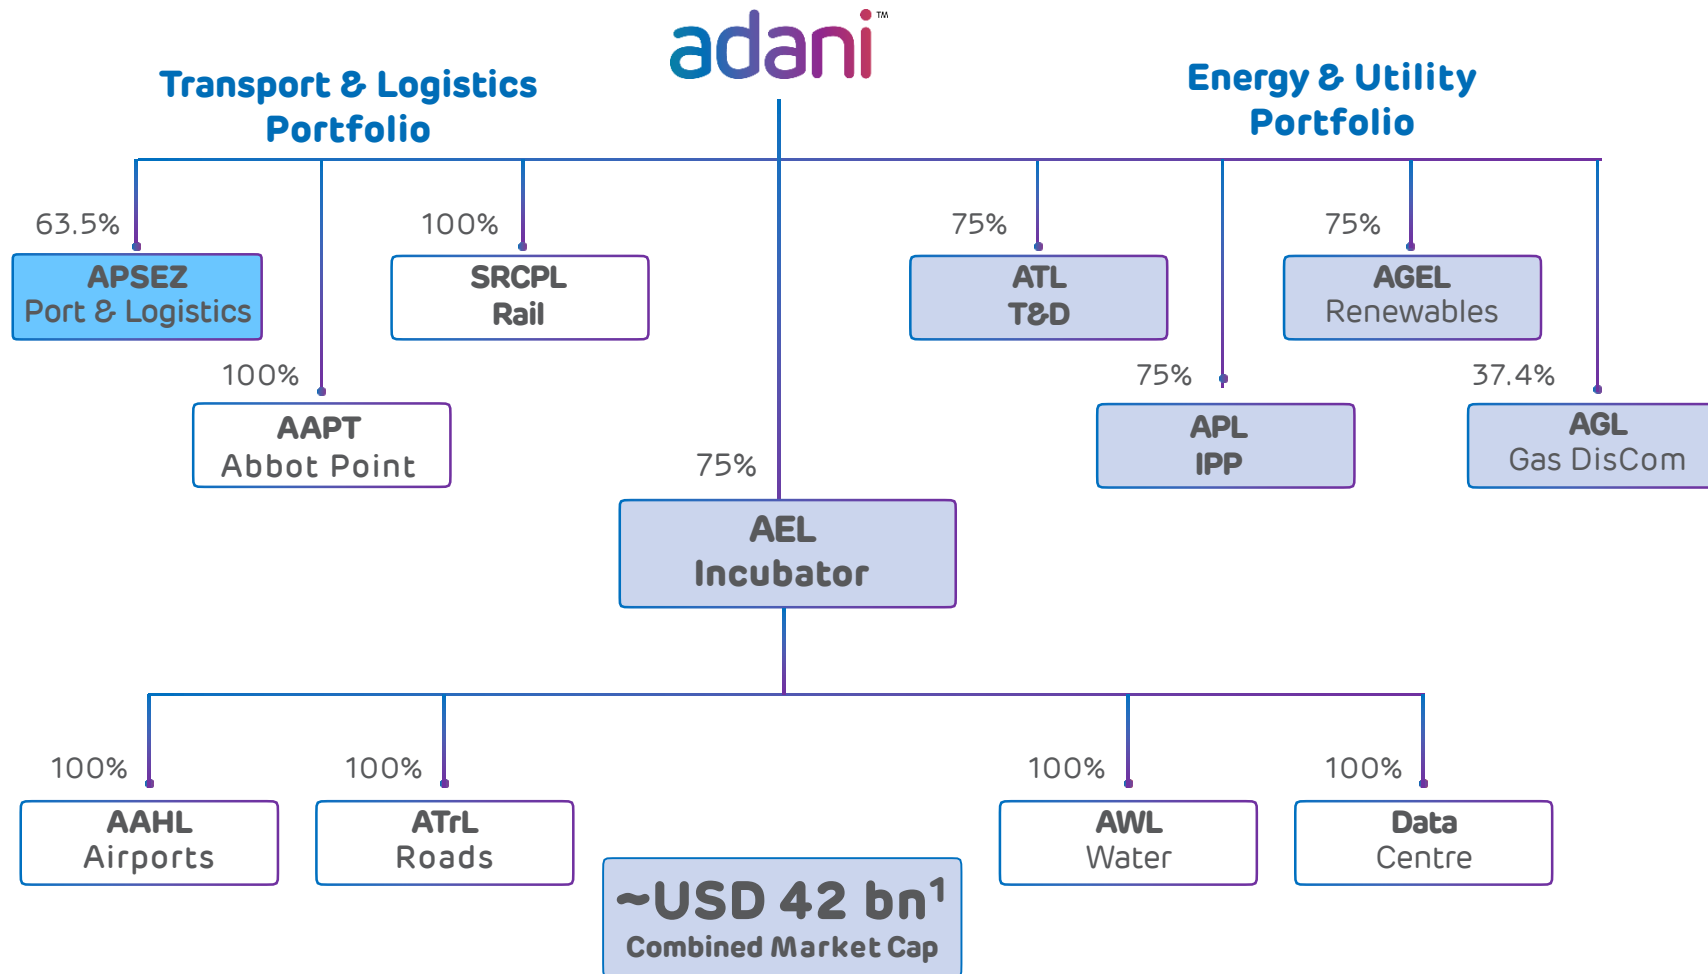 adani™
Transport & Logistics
Portfolio
Energy & Utility
Portfolio
63.5%
APSEZ
Port & Logistics
100%
SRCPL
Rail
75%
ATL
T&D
75%
AGEL
Renewables
100%
AAPT
Abbot Point
75%
APL
IPP
37.4%
AGL
Gas DisCom
75%
AEL
Incubator
100%
AAHL
Airports
100%
ATrL
Roads
100%
AWL
Water
100%
Data
Centre
~USD 42 bn¹
Combined Market Cap